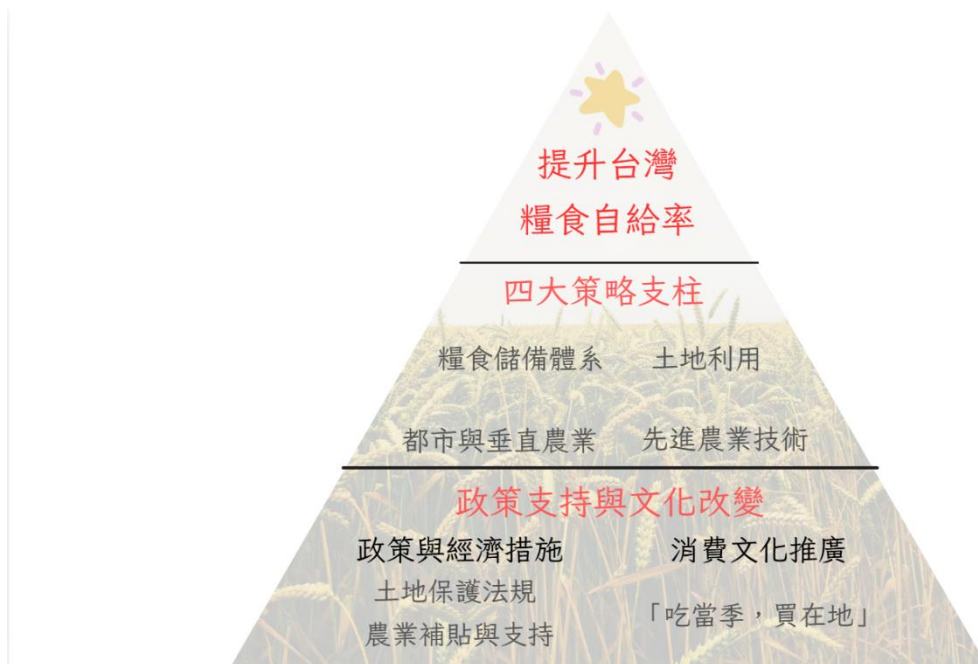 提升台灣
糧食自給率
四大策略支柱
糧食儲備體系 土地利用
都市與垂直農業 先進農業技術
政策支持與文化改變
政策與經濟措施 消費文化推廣
土地保護法規
農業補貼與支持
「吃當季，買在地」